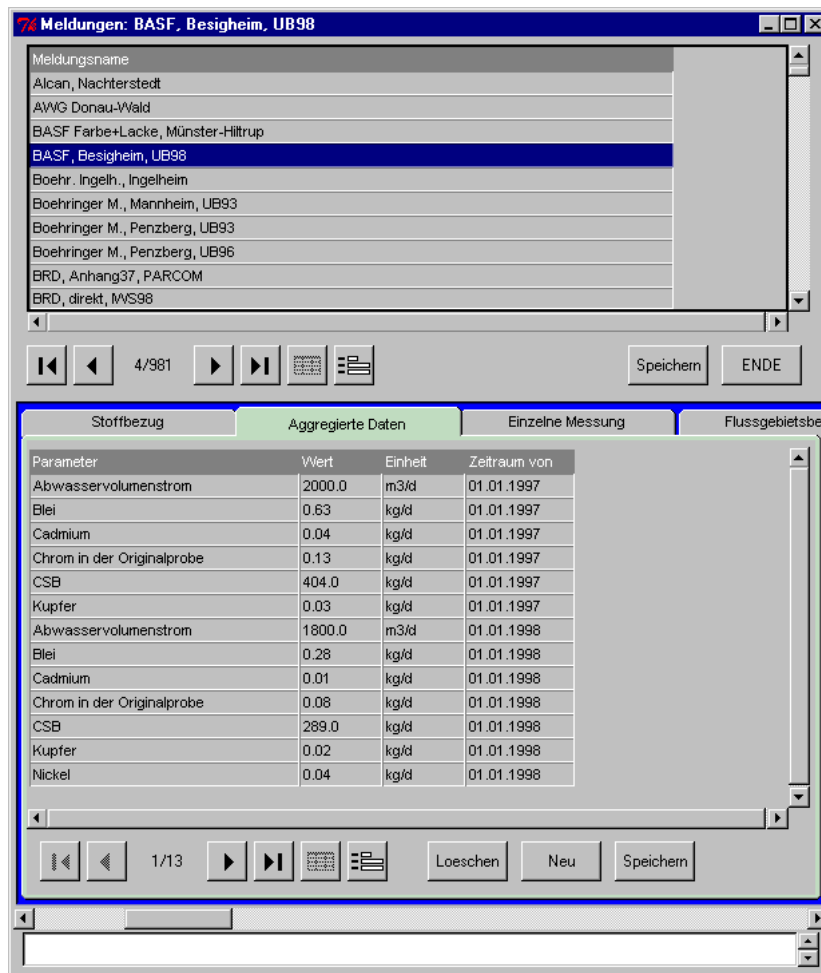 Meldungen: BASF, Besigheim, UB98
Meldungsname
Alcan, Nachterstedt
AWG Donau-Wald
BASF Farbe+Lacke, Münster-Hiltrup
BASF, Besigheim, UB98
Boehr. Ingelh., Ingelheim
Boehringer M., Mannheim, UB93
Boehringer M., Penzberg, UB93
Boehringer M., Penzberg, UB96
BRD, Anhang37, PARCOM
BRD, direkt, IWS98
4/981 Speichern ENDE
Stoffbezug Aggregierte Daten Einzelne Messung Flussgebietsbe
Parameter Wert Einheit Zeitraum von
Abwasservolumenstrom 2000.0 m3/d 01.01.1997
Blei 0.63 kg/d 01.01.1997
Cadmium 0.04 kg/d 01.01.1997
Chrom in der Originalprobe 0.13 kg/d 01.01.1997
CSB 404.0 kg/d 01.01.1997
Kupfer 0.03 kg/d 01.01.1997
Abwasservolumenstrom 1800.0 m3/d 01.01.1998
Blei 0.28 kg/d 01.01.1998
Cadmium 0.01 kg/d 01.01.1998
Chrom in der Originalprobe 0.08 kg/d 01.01.1998
CSB 289.0 kg/d 01.01.1998
Kupfer 0.02 kg/d 01.01.1998
Nickel 0.04 kg/d 01.01.1998
1/13 Loeschen Neu Speichern